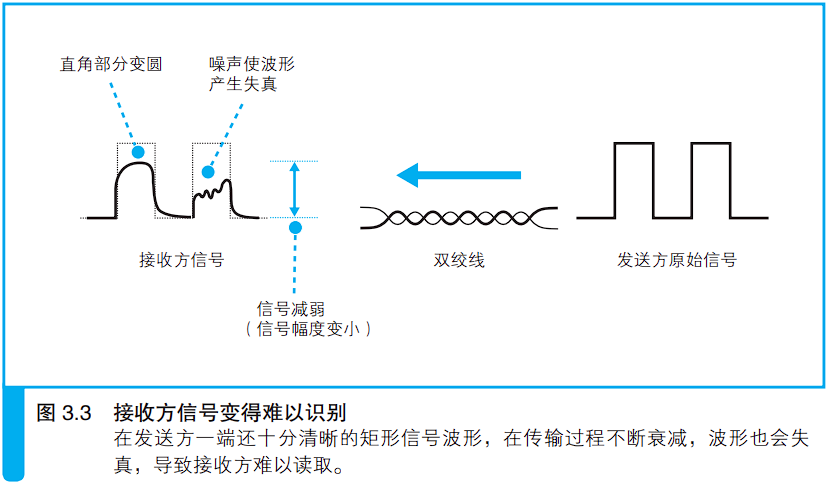 直角部分变圆
噪声使波形
产生失真
接收方信号
双绞线
发送方原始信号
信号减弱
（信号幅度变小）
图 3.3 接收方信号变得难以识别
在发送方一端还十分清晰的矩形信号波形，在传输过程不断衰减，波形也会失
真，导致接收方难以读取。